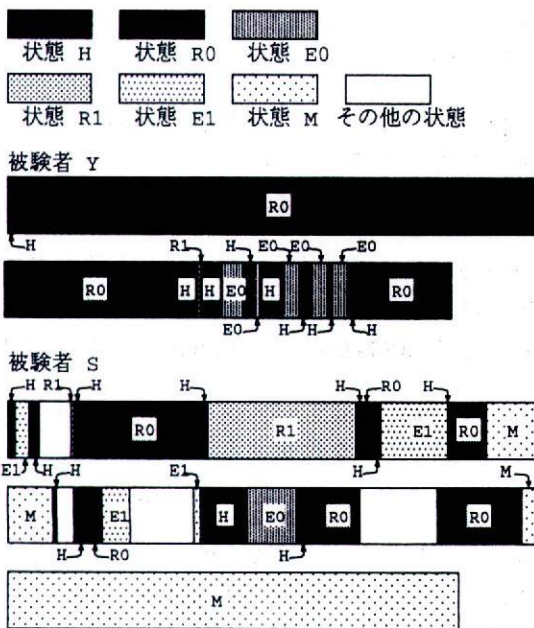 状態 H 状態 R0 状態 E0
状態 R1 状態 E1 状態 M その他の状態
被験者 Y
R0
H R1 H E0 E0 E0
R0 H H E0 H R0
E0 H H H
被験者 S
H R1 H H H R0 H
R0 R1 E1 R0 M
E1 H H H
H E1 M
M E1 H E0 R0 R0
H R0 H
M